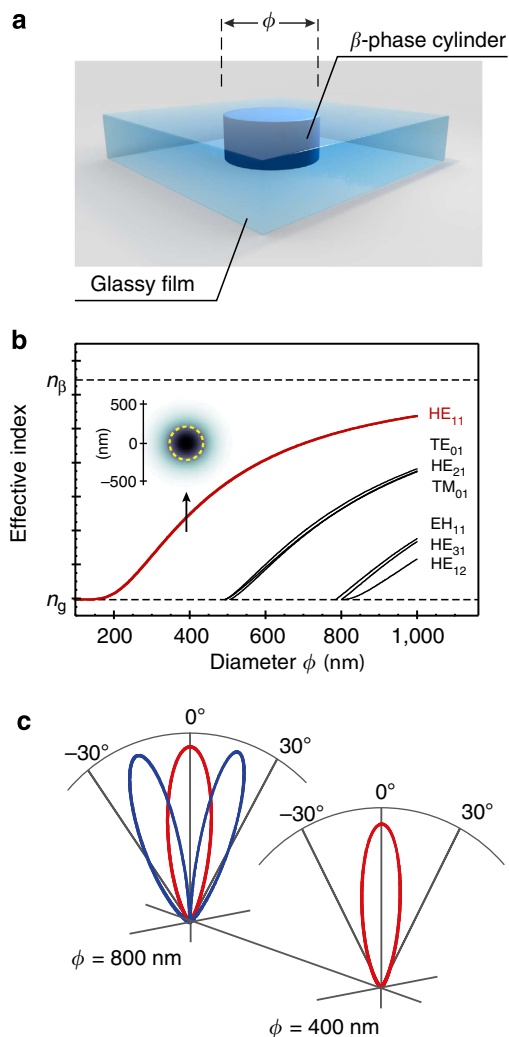 a
ϕ
β-phase cylinder
Glassy film
b
Effective index
nβ
ng
500
0
−500
(nm)
HE11
TE01
HE21
TM01
EH11
HE31
HE12
200
400
600
800
1,000
Diameter ϕ (nm)
c
−30°
0°
30°
ϕ = 800 nm
−30°
0°
30°
ϕ = 400 nm